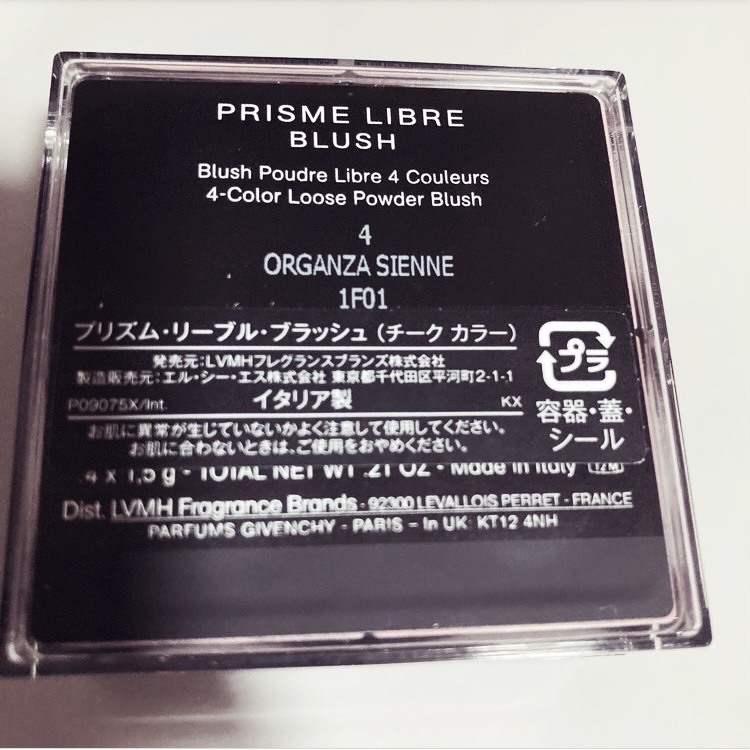 PRISME LIBRE
BLUSH
Blush Poudre Libre 4 Couleurs
4-Color Loose Powder Blush
4
ORGANZA SIENNE
1F01
プリズム・リーブル・ブラッシュ（チーク カラー）
発売元:LVMHフレグランスブランズ株式会社
製造販売元:エル・シー・エス株式会社 東京都千代田区平河町2-1-1
P09075X/Int. イタリア製 KX
お肌に異常が生じていないかよく注意して使用してください。
お肌に合わないときは、ご使用をおやめください。
プラ
容器・蓋・
シール
4 x 1,5 g - TOTAL NET WT .21 OZ - Made in Italy 12M
Dist. LVMH Fragrance Brands - 92300 LEVALLOIS PERRET - FRANCE
PARFUMS GIVENCHY - PARIS - In UK: KT12 4NH